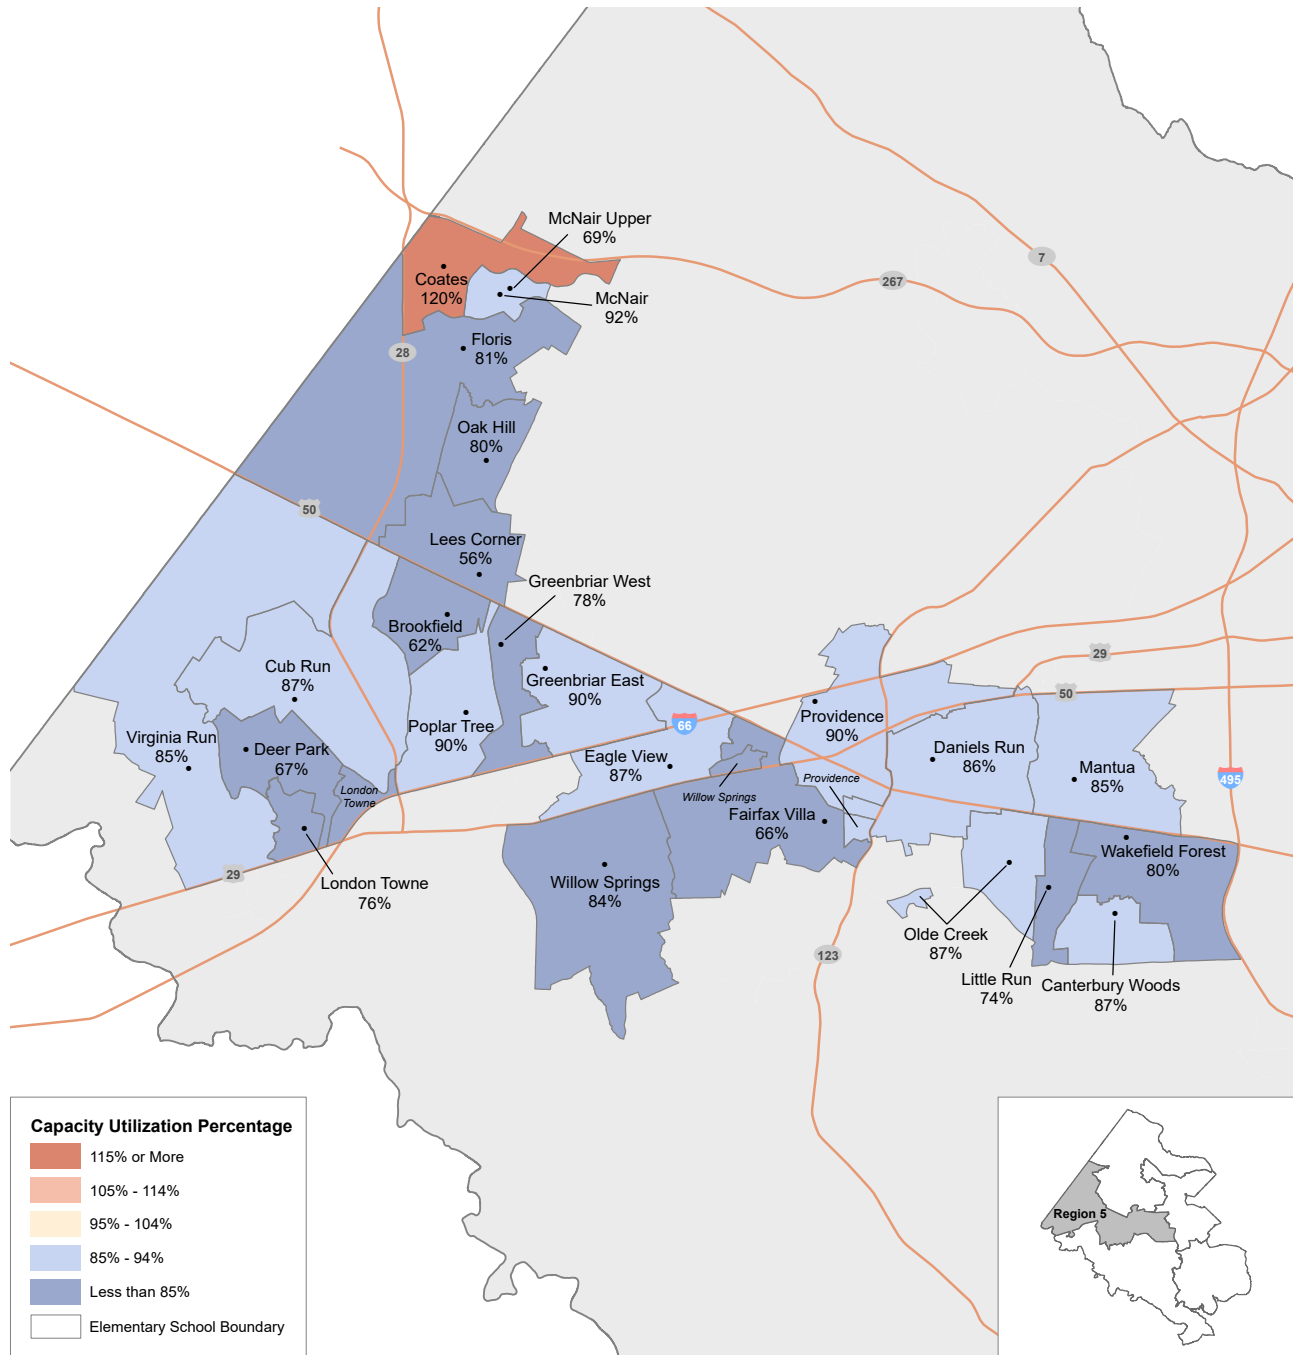 McNair Upper
69%
7
267
Coates
120%
McNair
92%
Floris
81%
28
Oak Hill
80%
50
Lees Corner
56%
Greenbriar West
78%
Brookfield
62%
29
Cub Run
87%
Greenbriar East
90%
50
Poplar Tree
90%
66
Providence
90%
Virginia Run
85%
Deer Park
67%
Eagle View
87%
Daniels Run
86%
Mantua
85%
495
London
Towne
Willow Springs
Providence
Fairfax Villa
66%
Wakefield Forest
80%
29
London Towne
76%
Willow Springs
84%
Olde Creek
87%
123
Little Run
74%
Canterbury Woods
87%
Capacity Utilization Percentage
115% or More
105% - 114%
95% - 104%
85% - 94%
Less than 85%
Elementary School Boundary
Region 5